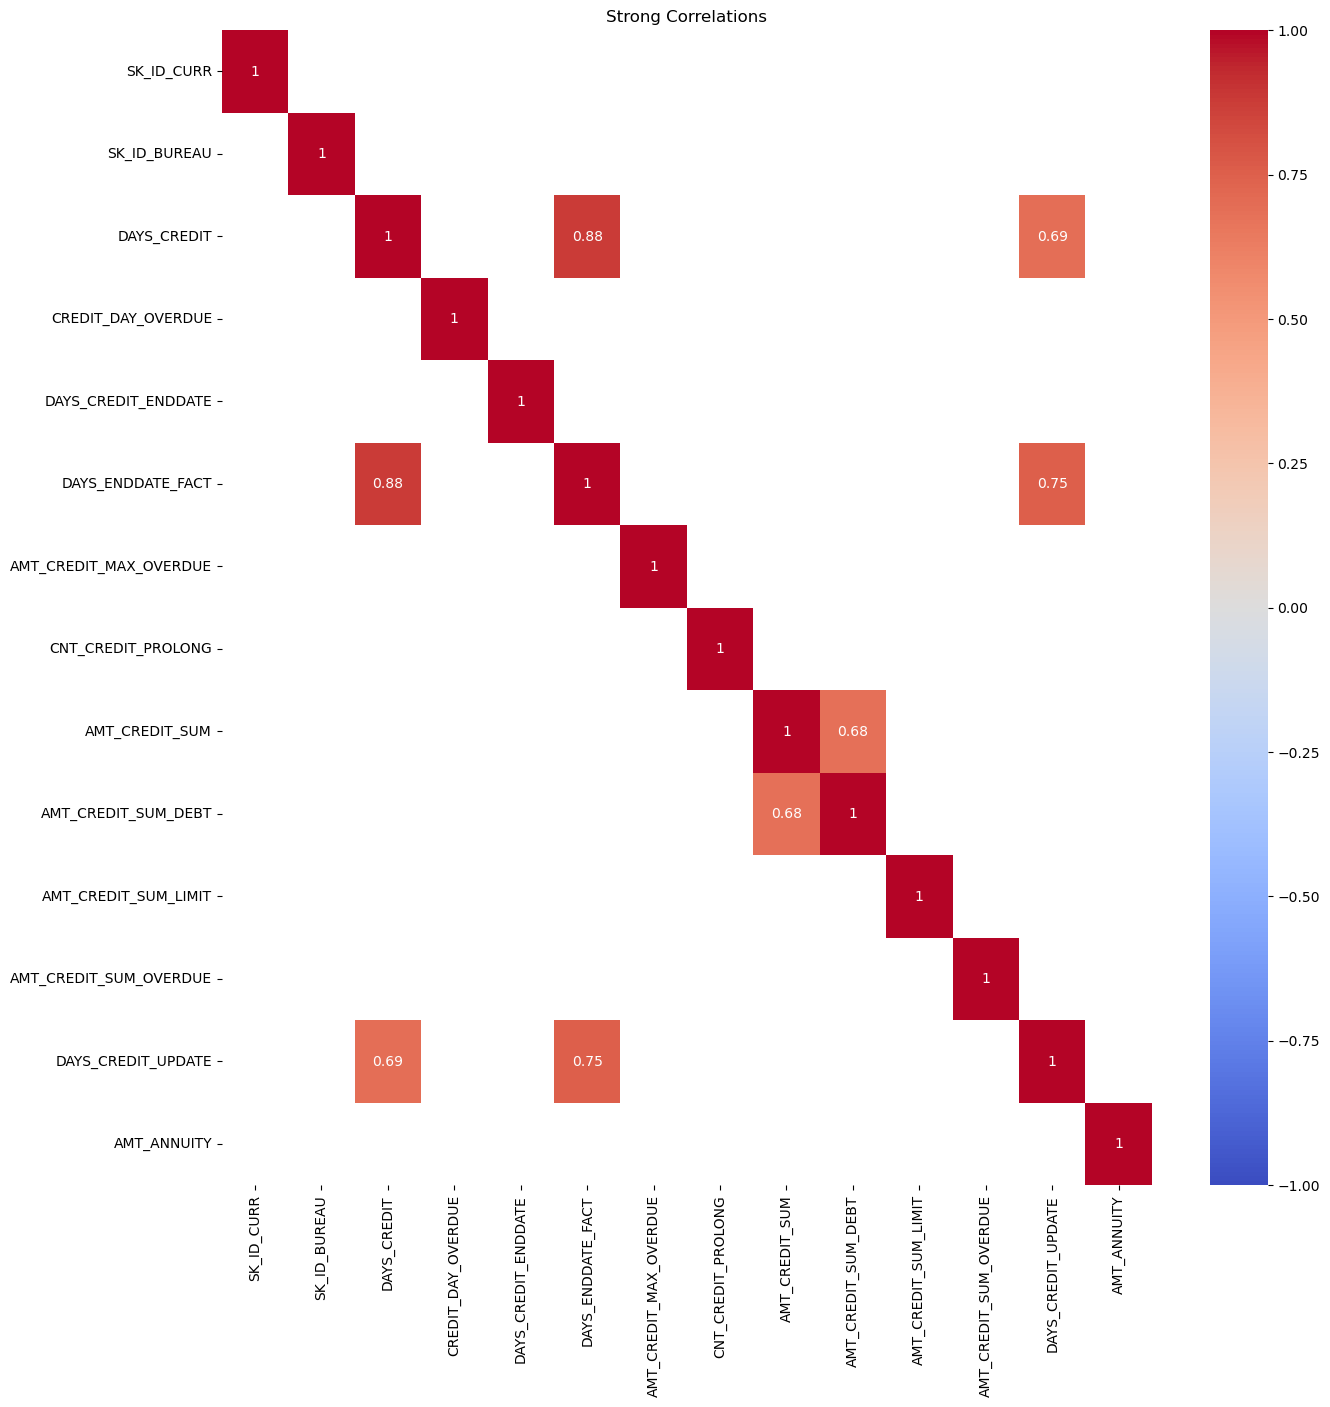 Strong Correlations
SK_ID_CURR
1
SK_ID_BUREAU
1
DAYS_CREDIT
1 0.88 0.69
CREDIT_DAY_OVERDUE
1
DAYS_CREDIT_ENDDATE
1
DAYS_ENDDATE_FACT
0.88 1 0.75
AMT_CREDIT_MAX_OVERDUE
1
CNT_CREDIT_PROLONG
1
AMT_CREDIT_SUM
1 0.68
AMT_CREDIT_SUM_DEBT
0.68 1
AMT_CREDIT_SUM_LIMIT
1
AMT_CREDIT_SUM_OVERDUE
1
DAYS_CREDIT_UPDATE
0.69 0.75 1
AMT_ANNUITY
1
SK_ID_CURR
SK_ID_BUREAU
DAYS_CREDIT
CREDIT_DAY_OVERDUE
DAYS_CREDIT_ENDDATE
DAYS_ENDDATE_FACT
AMT_CREDIT_MAX_OVERDUE
CNT_CREDIT_PROLONG
AMT_CREDIT_SUM
AMT_CREDIT_SUM_DEBT
AMT_CREDIT_SUM_LIMIT
AMT_CREDIT_SUM_OVERDUE
DAYS_CREDIT_UPDATE
AMT_ANNUITY
1.00
0.75
0.50
0.25
0.00
−0.25
−0.50
−0.75
−1.00